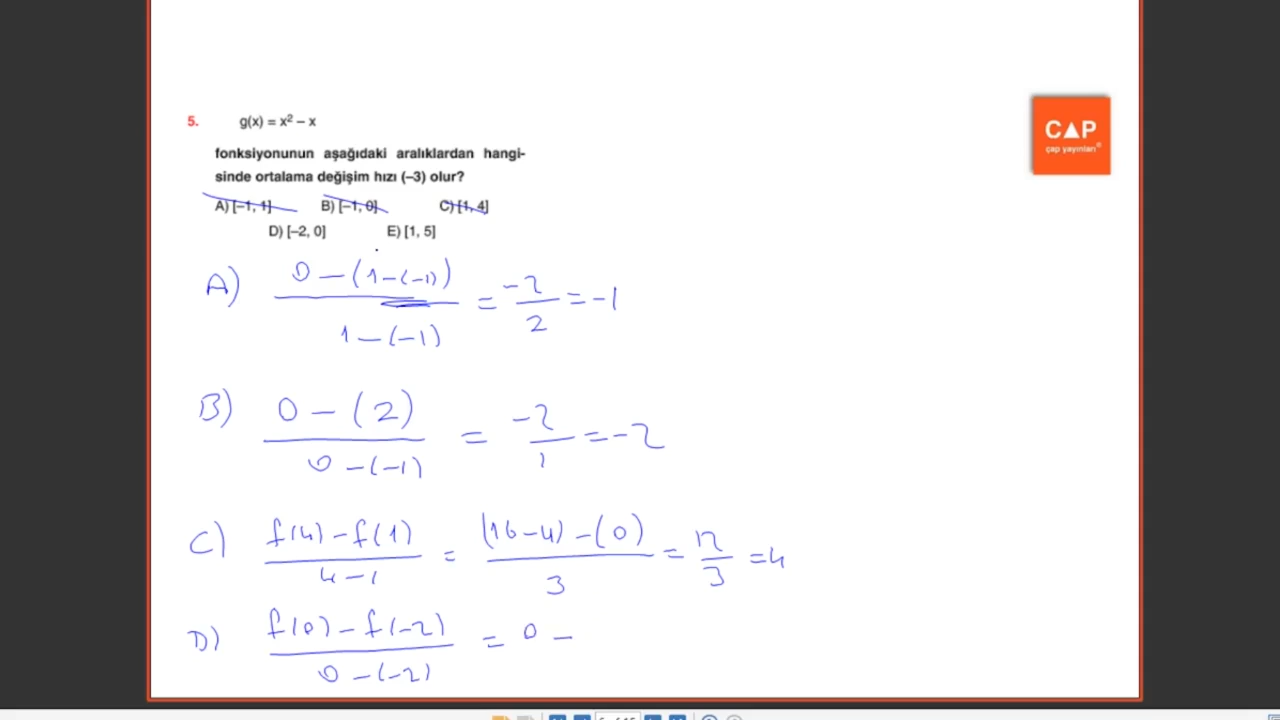 5. g(x) = x² – x
fonksiyonunun aşağıdaki aralıklardan hangi-
sinde ortalama değişim hızı (–3) olur?
A) [–1, 1] B) [–1, 0] C) [1, 4]
D) [–2, 0] E) [1, 5]
CAP
çap yayınları®
A) 0 – (1 – (–1)) / 1 – (–1) = –2 / 2 = –1
B) 0 – (2) / 0 – (–1) = –2 / 1 = –2
C) f(4) – f(1) / 4 – 1 = (16 – 4) – (0) / 3 = 12 / 3 = 4
D) f(0) – f(–2) / 0 – (–2) = 0 –